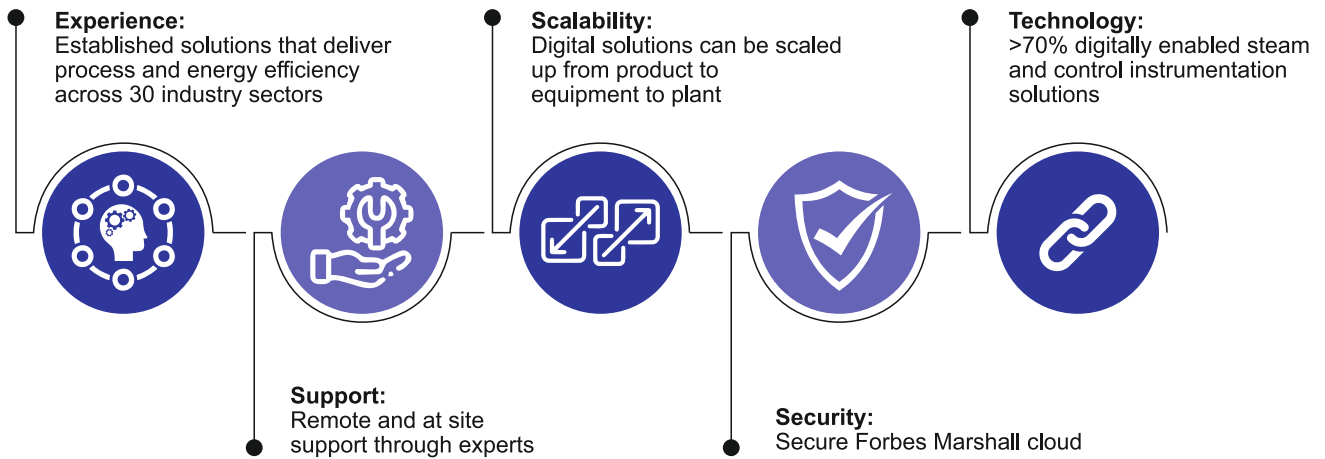 Experience:
Established solutions that deliver
process and energy efficiency
across 30 industry sectors
Support:
Remote and at site
support through experts
Scalability:
Digital solutions can be scaled
up from product to
equipment to plant
Security:
Secure Forbes Marshall cloud
Technology:
>70% digitally enabled steam
and control instrumentation
solutions